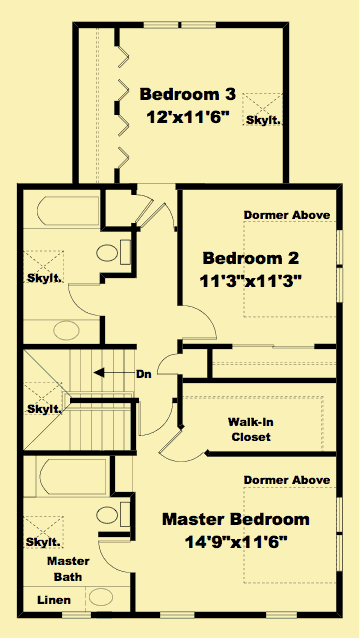 Bedroom 3
12'x11'6"
Skylt.
Dormer Above
Bedroom 2
11'3"x11'3"
Skylt.
Dn
Skylt.
Walk-In
Closet
Dormer Above
Master Bedroom
14'9"x11'6"
Skylt.
Master
Bath
Linen